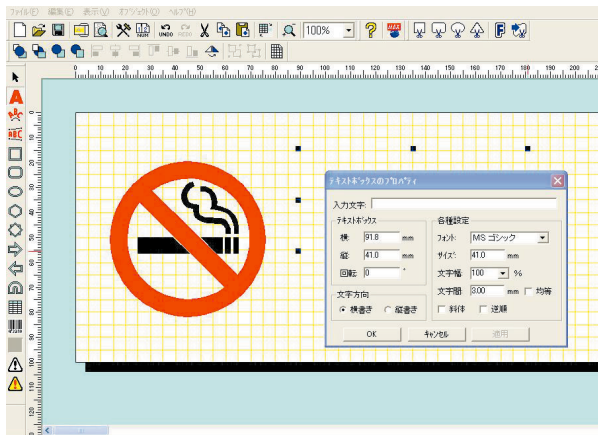 ファイル(F) 編集(E) 表示(V) オブジェクト(O) ヘルプ(H)
NUM UNDO REDO 100% MAX
0 10 20 30 40 50 60 70 80 90 100 110 120 130 140 150 160 170 180 190 200
A
ABC
テキストボックスのプロパティ
入力文字:
テキストボックス
横: 91.8 mm
縦: 41.0 mm
回転: 0 °
文字方向
横書き 縦書き
各種設定
フォント: MS ゴシック
サイズ: 41.0 mm
文字幅: 100 %
文字間: 3.00 mm 均等
斜体 逆順
OK キャンセル 適用